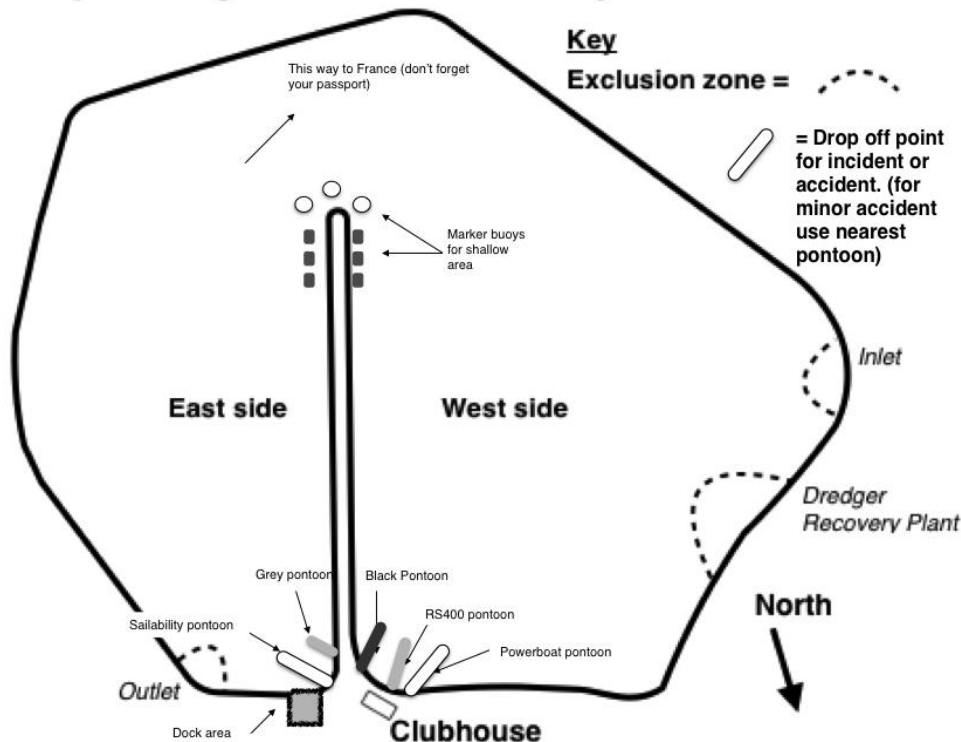 Key
Exclusion zone =
This way to France (don't forget
your passport)
= Drop off point
for incident or
accident. (for
minor accident
use nearest
pontoon)
Marker buoys
for shallow
area
Inlet
East side
West side
Dredger
Recovery Plant
Grey pontoon
Black Pontoon
North
RS400 pontoon
Sailability pontoon
Powerboat pontoon
Outlet
Dock area
Clubhouse